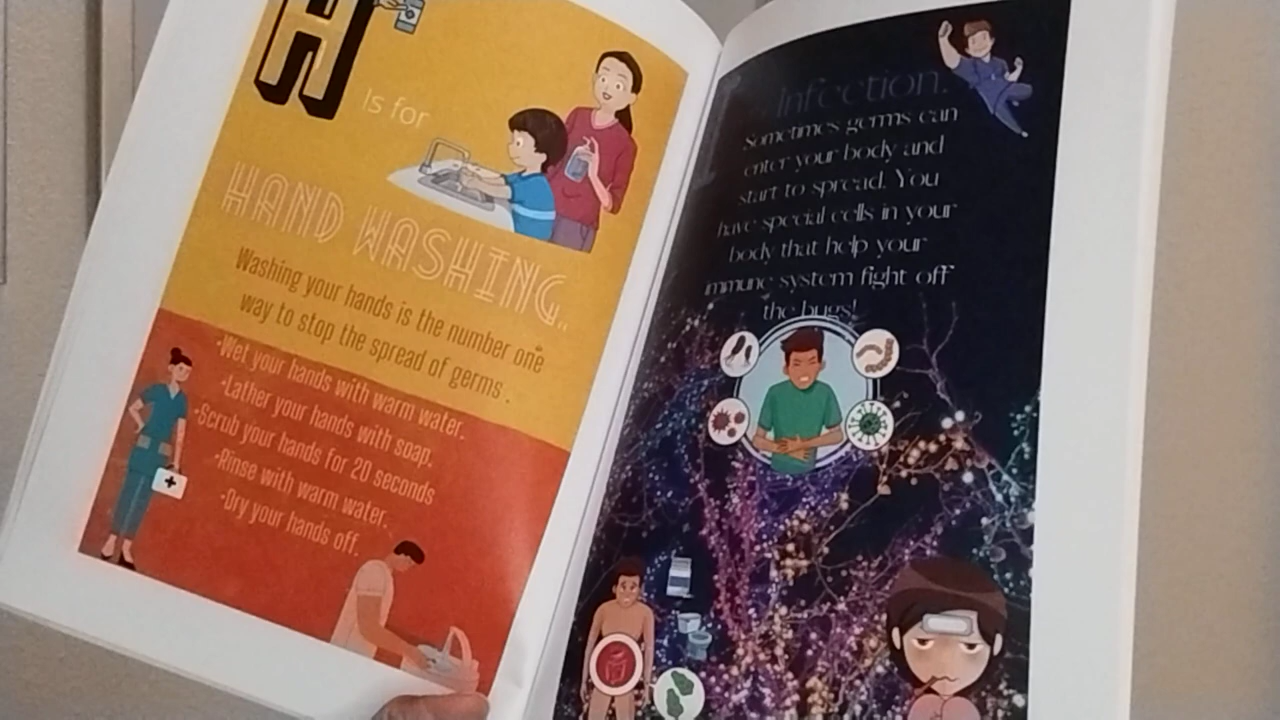 H
Is for
HAND WASHING..
Washing your hands is the number one
way to stop the spread of germs.
•Wet your hands with warm water.
•Lather your hands with soap.
•Scrub your hands for 20 seconds
•Rinse with warm water.
•Dry your hands off.
I
infection.
Sometimes germs can
enter your body and
start to spread. You
have special cells in your
body that help your
immune system fight off
the bugs!